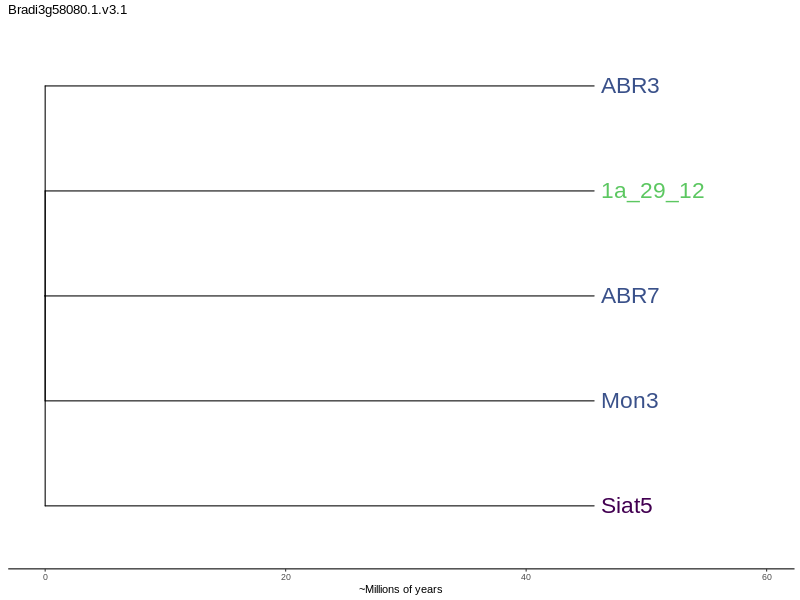 Bradi3g58080.1.v3.1
ABR3
1a_29_12
ABR7
Mon3
Siat5
0 20 40 60
~Millions of years